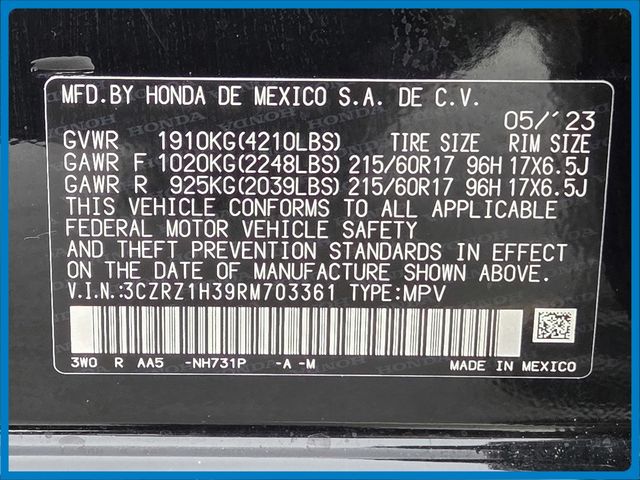 MFD.BY HONDA DE MEXICO S.A. DE C.V.
05/'23
GVWR 1910KG(4210LBS) TIRE SIZE RIM SIZE
GAWR F 1020KG(2248LBS) 215/60R17 96H 17X6.5J
GAWR R 925KG(2039LBS) 215/60R17 96H 17X6.5J
THIS VEHICLE CONFORMS TO ALL APPLICABLE
FEDERAL MOTOR VEHICLE SAFETY
AND THEFT PREVENTION STANDARDS IN EFFECT
ON THE DATE OF MANUFACTURE SHOWN ABOVE.
V.I.N.:3CZRZ1H39RM703361 TYPE:MPV
3W0 R AA5 -NH731P -A -M MADE IN MEXICO